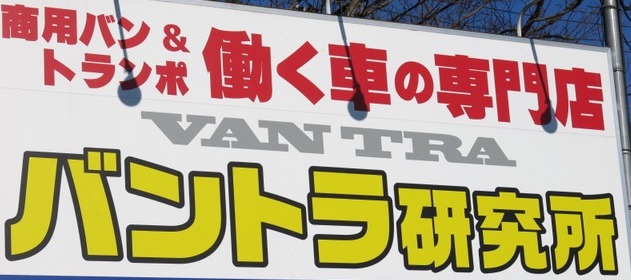 商用バン&
トランポ
働く車の専門店
VAN TRA
バントラ研究所